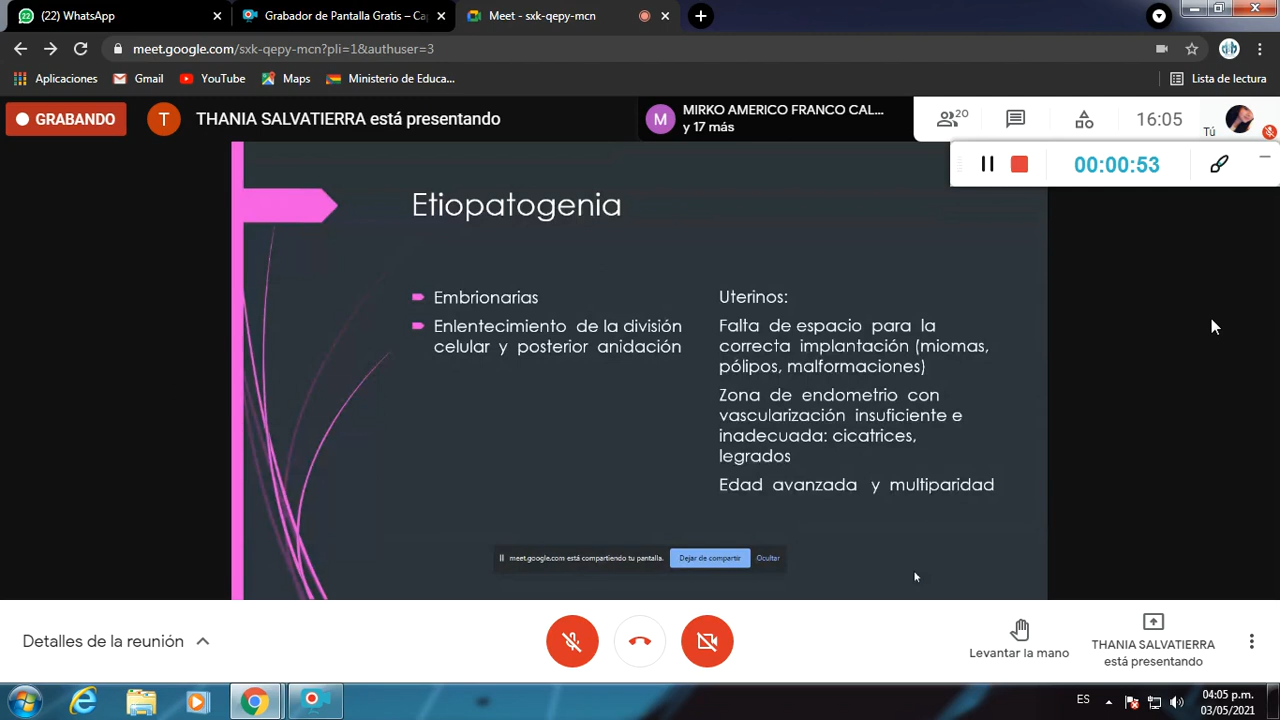 (22) WhatsApp
Grabador de Pantalla Gratis – Ca
Meet - sxk-qepy-mcn
meet.google.com/sxk-qepy-mcn?pli=1&authuser=3
Aplicaciones
Gmail
YouTube
Maps
Ministerio de Educa...
Lista de lectura
GRABANDO
T
THANIA SALVATIERRA está presentando
M
MIRKO AMERICO FRANCO CAL...
y 17 más
20
16:05
Tú
00:00:53
Etiopatogenia
Embrionarias
Enlentecimiento de la división
celular y posterior anidación
Uterinos:
Falta de espacio para la
correcta implantación (miomas,
pólipos, malformaciones)
Zona de endometrio con
vascularización insuficiente e
inadecuada: cicatrices,
legrados
Edad avanzada y multiparidad
meet.google.com está compartiendo tu pantalla.
Dejar de compartir
Ocultar
Detalles de la reunión
Levantar la mano
THANIA SALVATIERRA
está presentando
ES
04:05 p.m.
03/05/2021